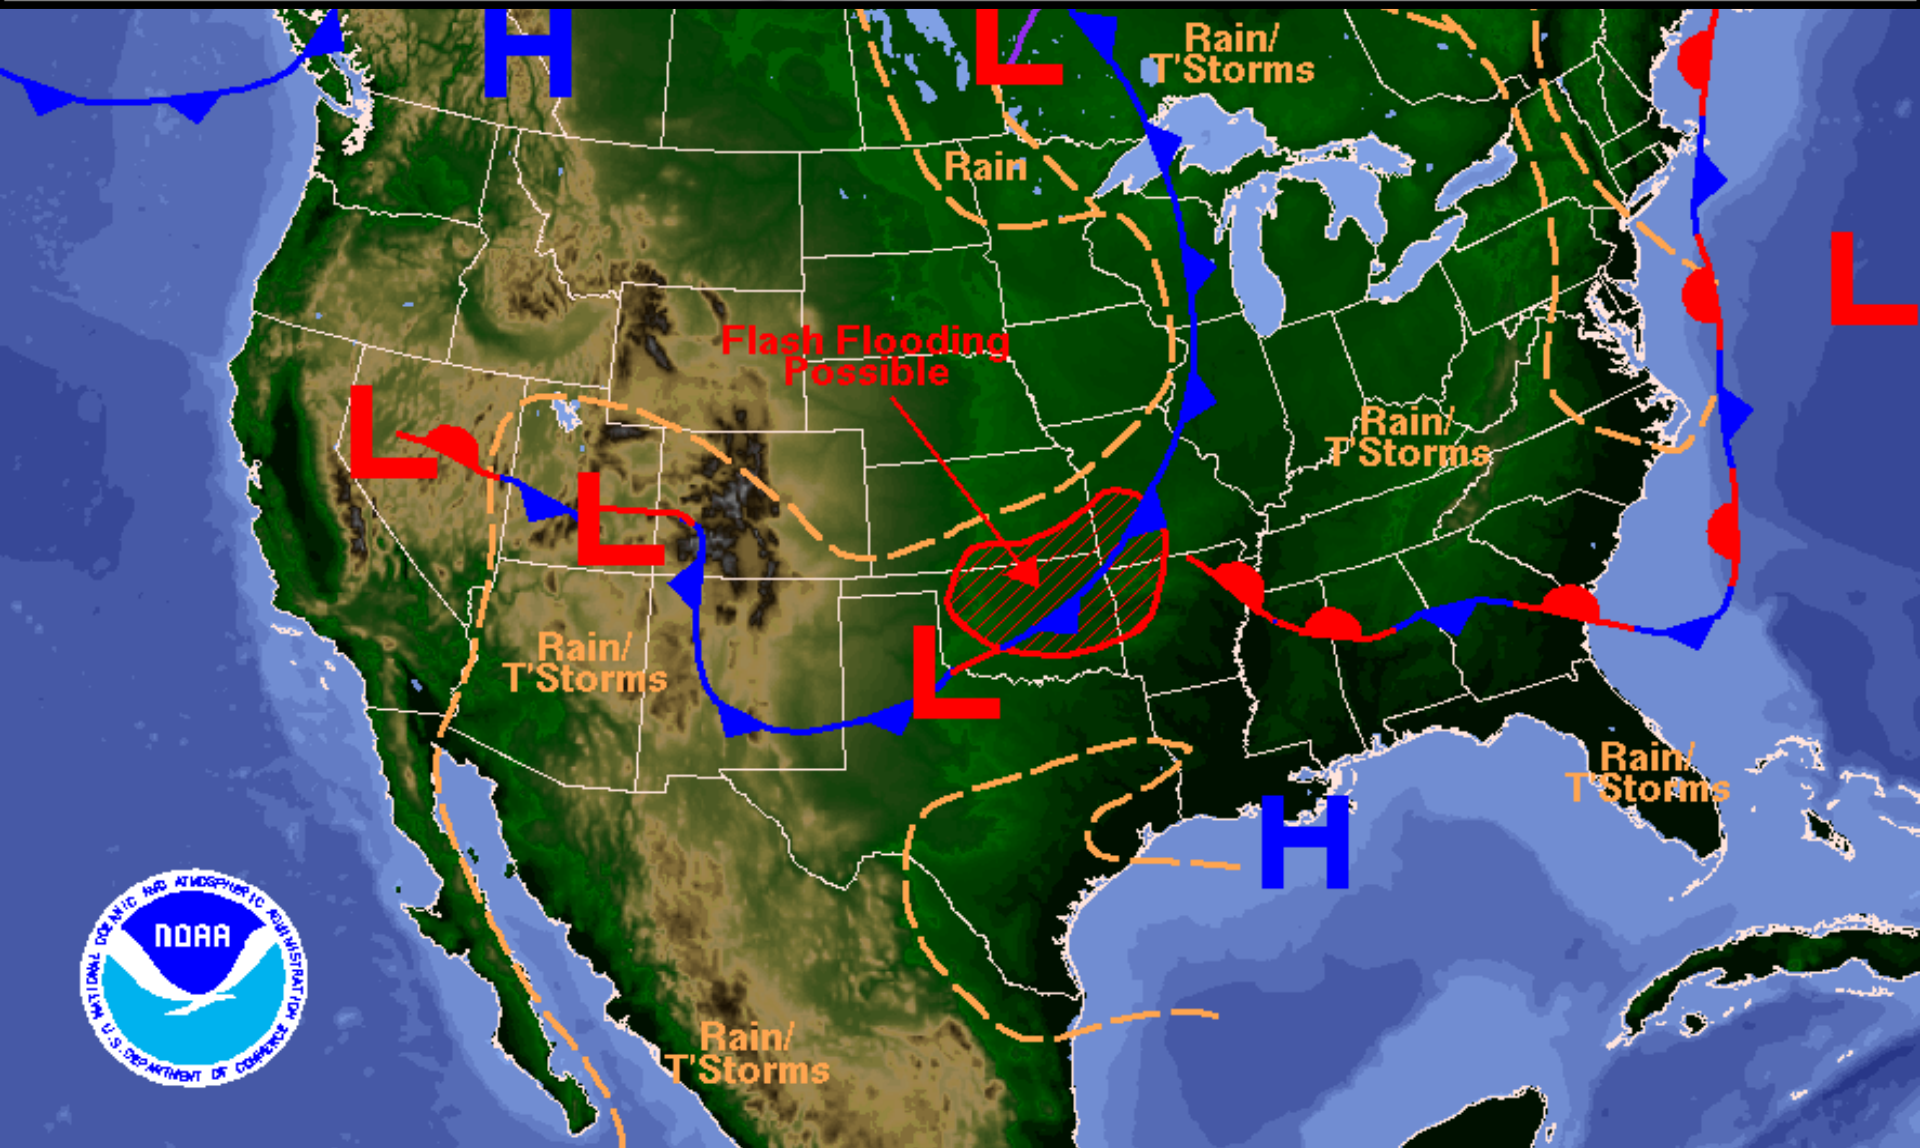 H
L
Rain/
T'Storms
Rain
L
Flash Flooding
Possible
L
Rain/
T'Storms
L
Rain/
T'Storms
L
Rain/
T'Storms
H
NATIONAL OCEANIC AND ATMOSPHERIC ADMINISTRATION
NOAA
U.S. DEPARTMENT OF COMMERCE
Rain/
T'Storms